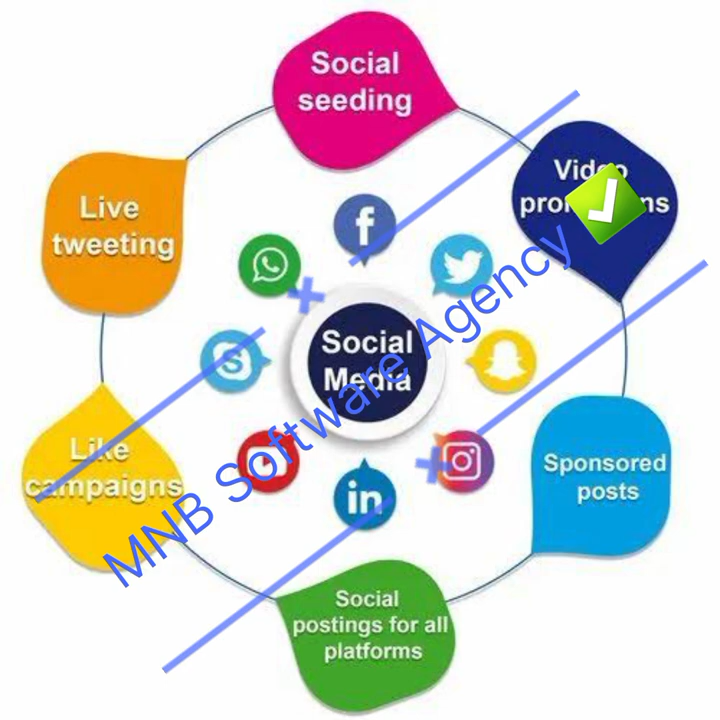 Social
seeding
Video
Live
tweeting
Social
Media
Like
campaigns
Sponsored
posts
Social
postings for all
platforms
MNB Software Agency
f
in